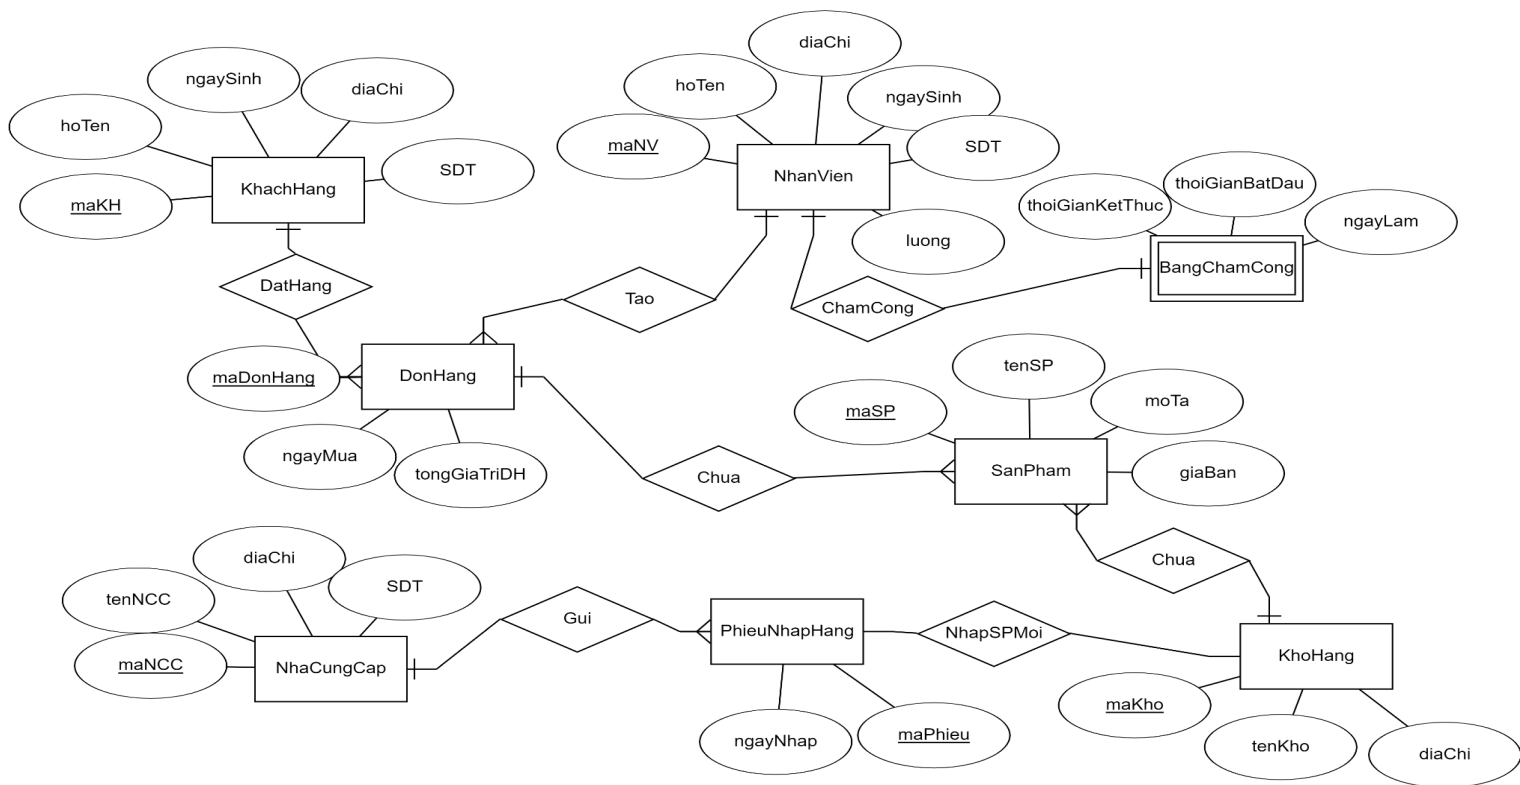 diaChi
ngaySinh
hoTen
diaChi
ngaySinh
hoTen
maNV
SDT
SDT
KhachHang
NhanVien
thoiGianBatDau
maKH
thoiGianKetThuc
ngayLam
luong
BangChamCong
DatHang
Tao
ChamCong
tenSP
maDonHang
DonHang
moTa
maSP
ngayMua
tongGiaTriDH
Chua
SanPham
giaBan
diaChi
Chua
SDT
tenNCC
Gui
PhieuNhapHang
NhapSPMoi
KhoHang
maNCC
NhaCungCap
maKho
ngayNhap
maPhieu
tenKho
diaChi